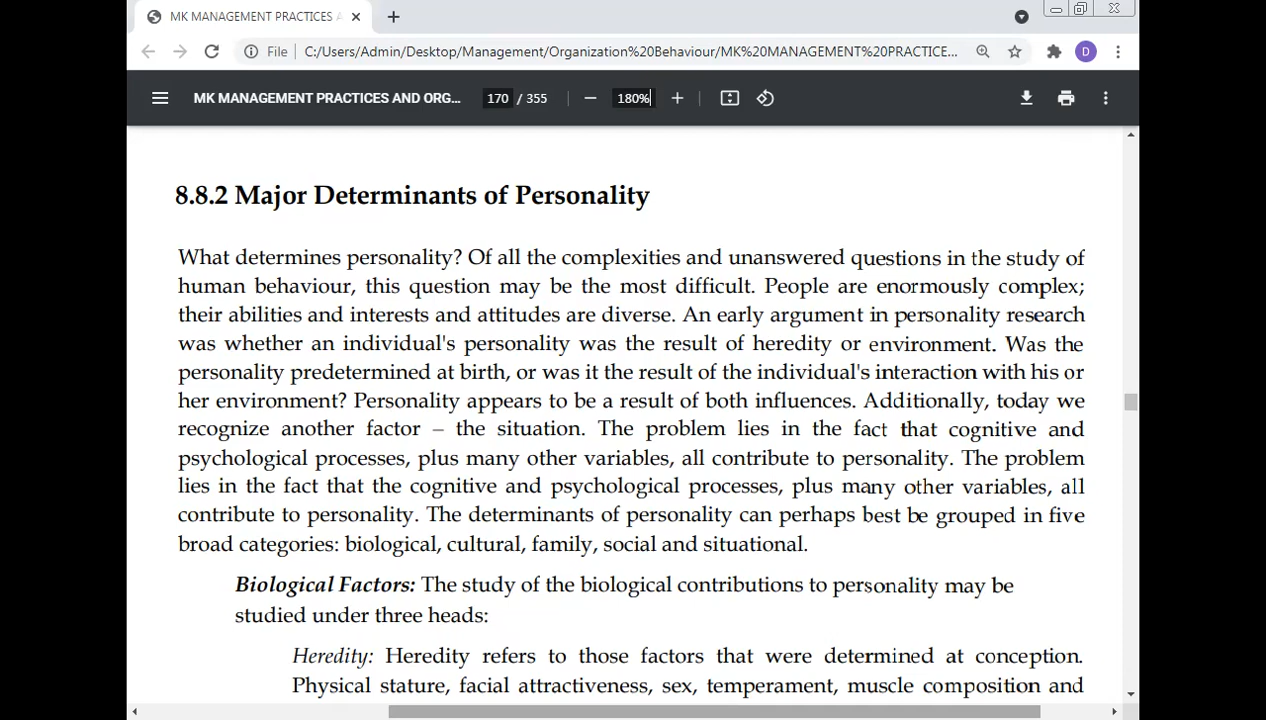 MK MANAGEMENT PRACTICES A
File C:/Users/Admin/Desktop/Management/Organization%20Behaviour/MK%20MANAGEMENT%20PRACTICE... D
MK MANAGEMENT PRACTICES AND ORG... 170 / 355 180%
8.8.2 Major Determinants of Personality
What determines personality? Of all the complexities and unanswered questions in the study of
human behaviour, this question may be the most difficult. People are enormously complex;
their abilities and interests and attitudes are diverse. An early argument in personality research
was whether an individual's personality was the result of heredity or environment. Was the
personality predetermined at birth, or was it the result of the individual's interaction with his or
her environment? Personality appears to be a result of both influences. Additionally, today we
recognize another factor – the situation. The problem lies in the fact that cognitive and
psychological processes, plus many other variables, all contribute to personality. The problem
lies in the fact that the cognitive and psychological processes, plus many other variables, all
contribute to personality. The determinants of personality can perhaps best be grouped in five
broad categories: biological, cultural, family, social and situational.
Biological Factors: The study of the biological contributions to personality may be
studied under three heads:
Heredity: Heredity refers to those factors that were determined at conception.
Physical stature, facial attractiveness, sex, temperament, muscle composition and